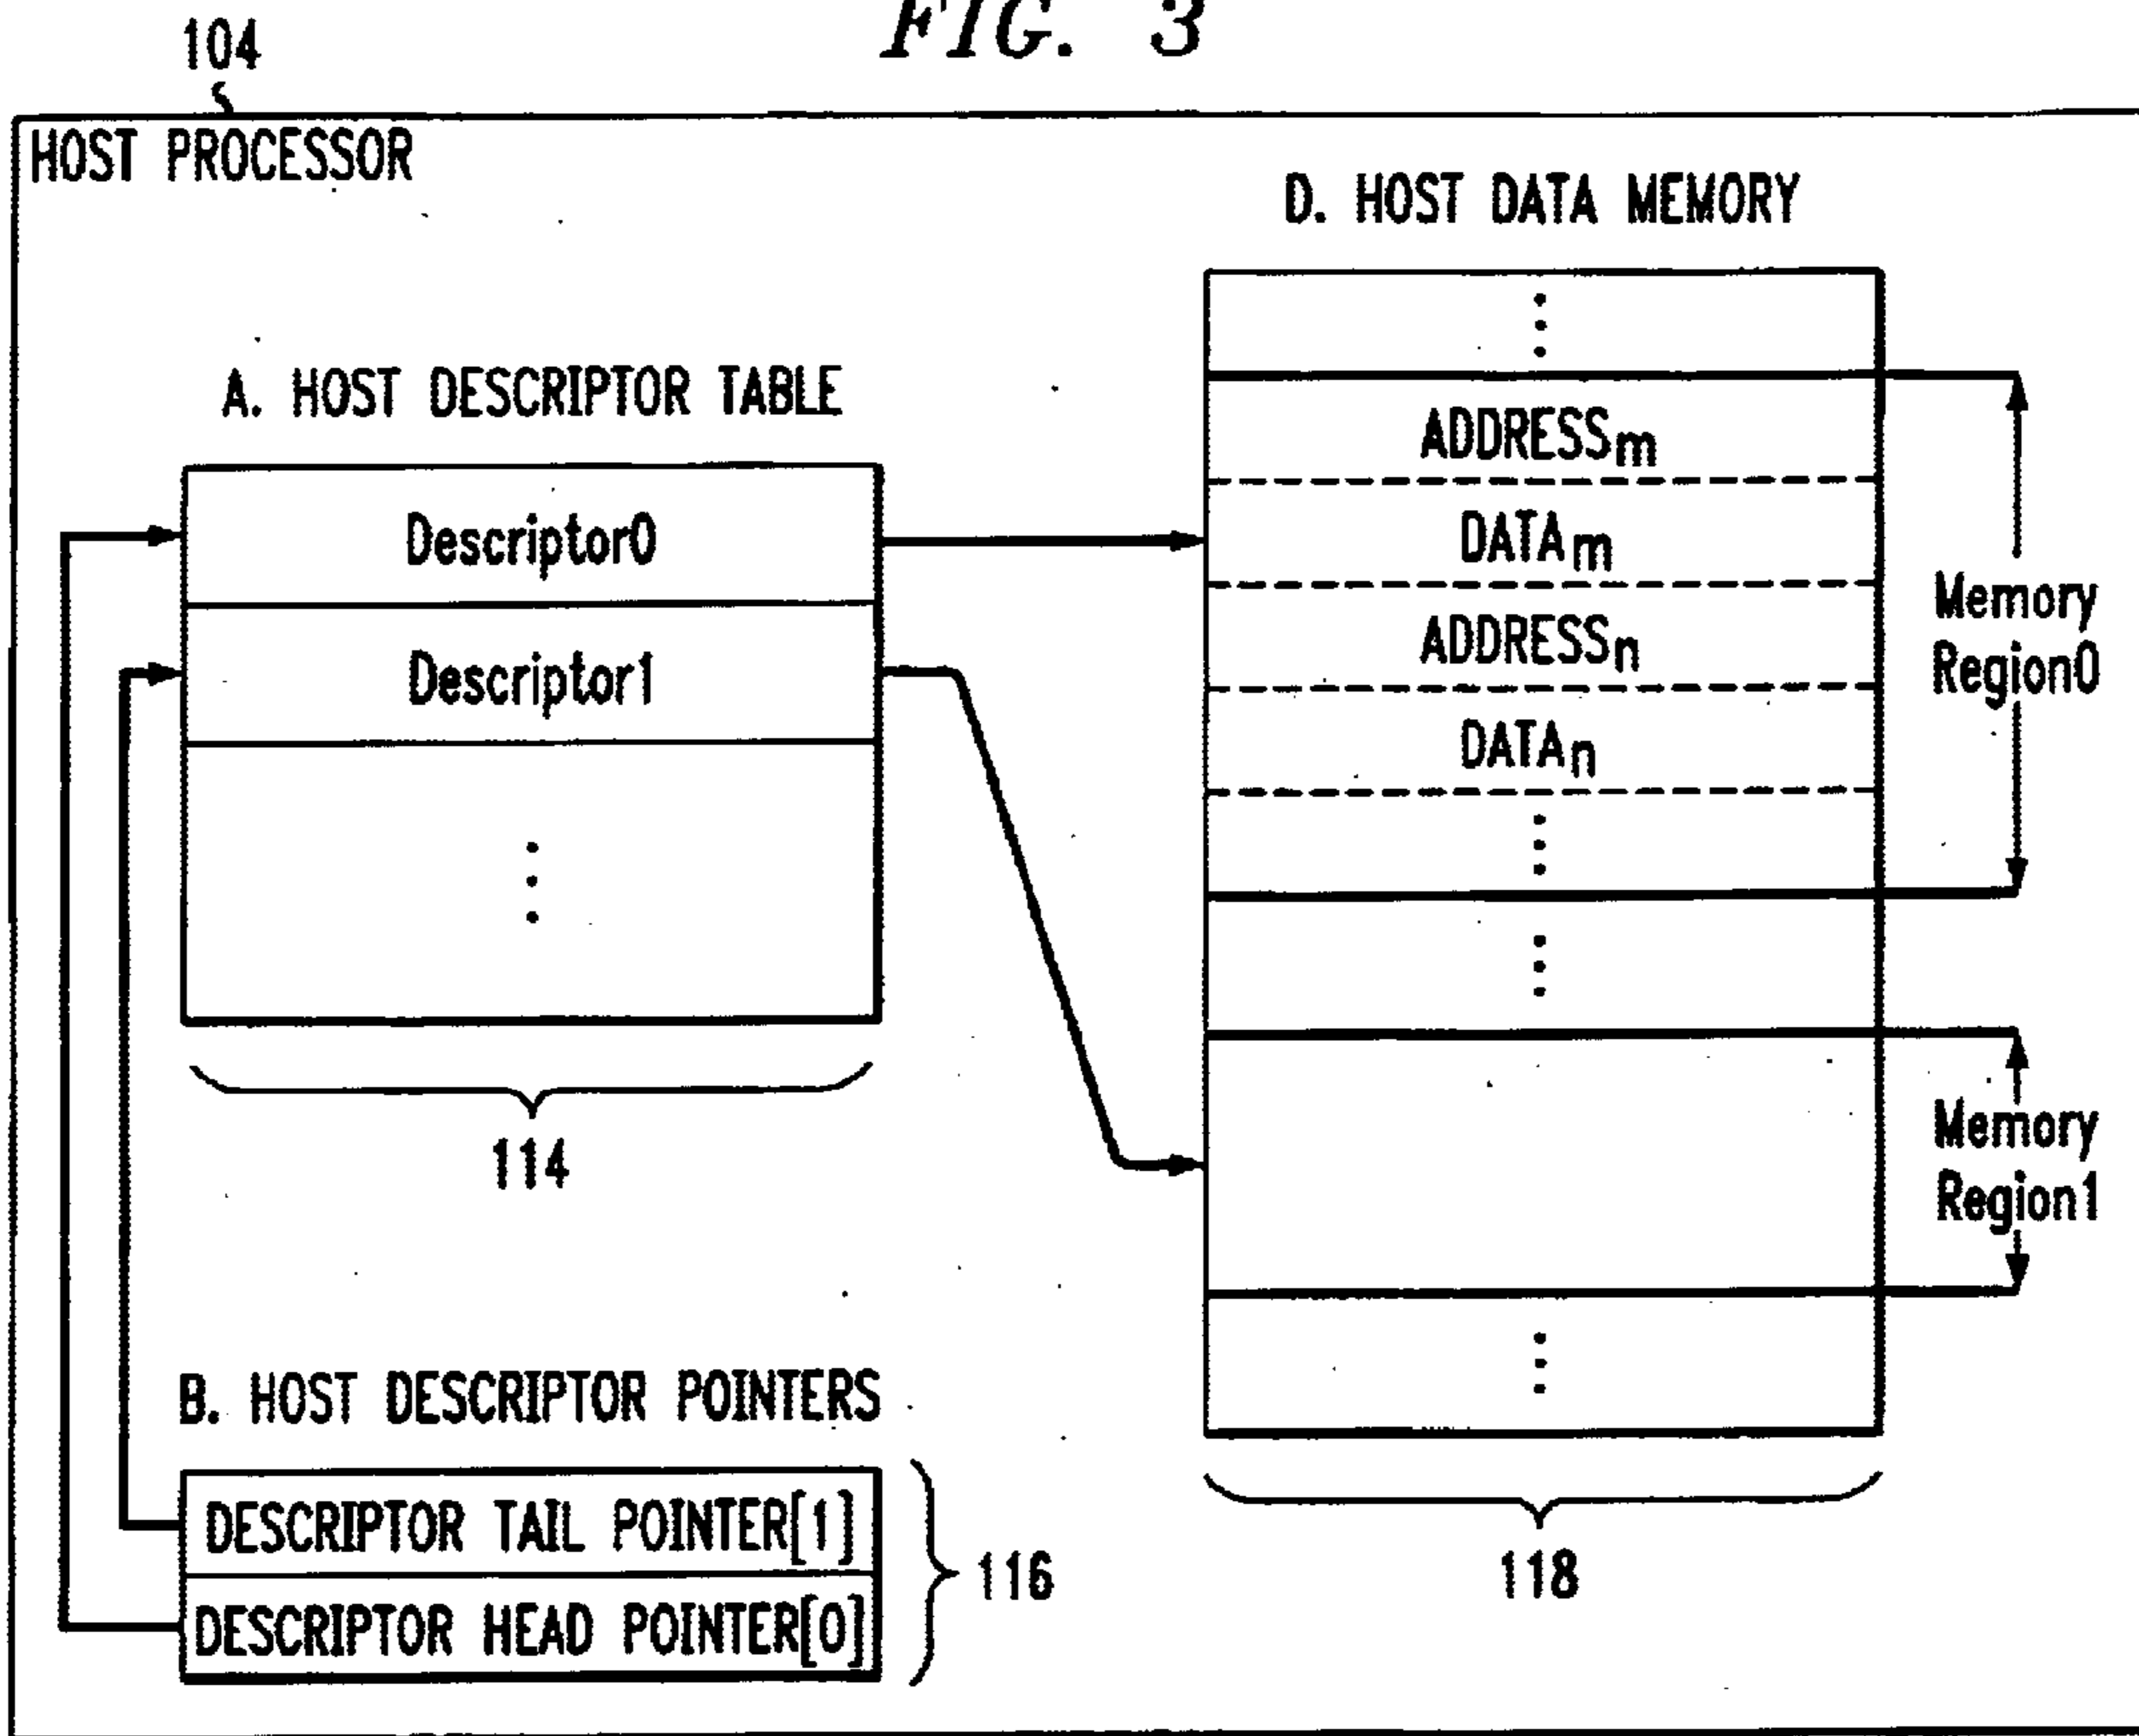 FIG. 3
104
HOST PROCESSOR
D. HOST DATA MEMORY
A. HOST DESCRIPTOR TABLE
ADDRESSm
Descriptor0
DATAm
Memory
Region0
ADDRESSn
Descriptor1
DATAn
114
Memory
Region1
B. HOST DESCRIPTOR POINTERS
DESCRIPTOR TAIL POINTER[1]
DESCRIPTOR HEAD POINTER[0]
116
118